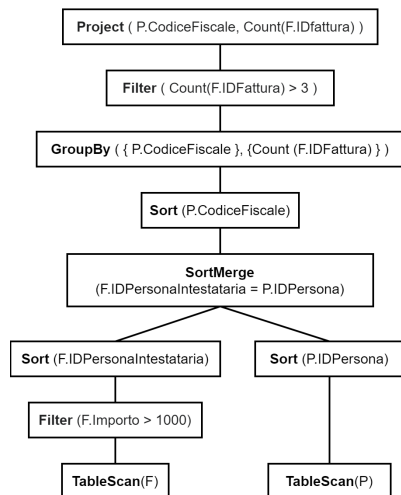 Project ( P.CodiceFiscale, Count(F.IDfattura) )
Filter ( Count(F.IDFattura) > 3 )
GroupBy ( { P.CodiceFiscale }, {Count (F.IDFattura) } )
Sort (P.CodiceFiscale)
SortMerge
(F.IDPersonaIntestataria = P.IDPersona)
Sort (F.IDPersonaIntestataria)
Sort (P.IDPersona)
Filter (F.Importo > 1000)
TableScan(F)
TableScan(P)